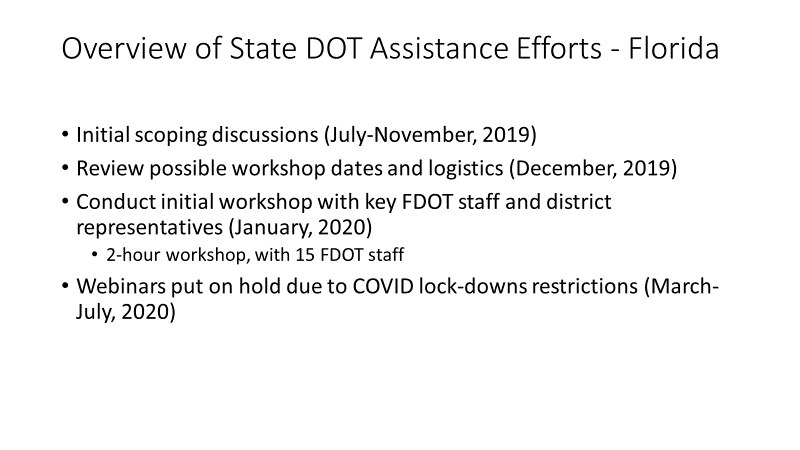 Overview of State DOT Assistance Efforts - Florida
• Initial scoping discussions (July-November, 2019)
• Review possible workshop dates and logistics (December, 2019)
• Conduct initial workshop with key FDOT staff and district
representatives (January, 2020)
• 2-hour workshop, with 15 FDOT staff
• Webinars put on hold due to COVID lock-downs restrictions (March-
July, 2020)